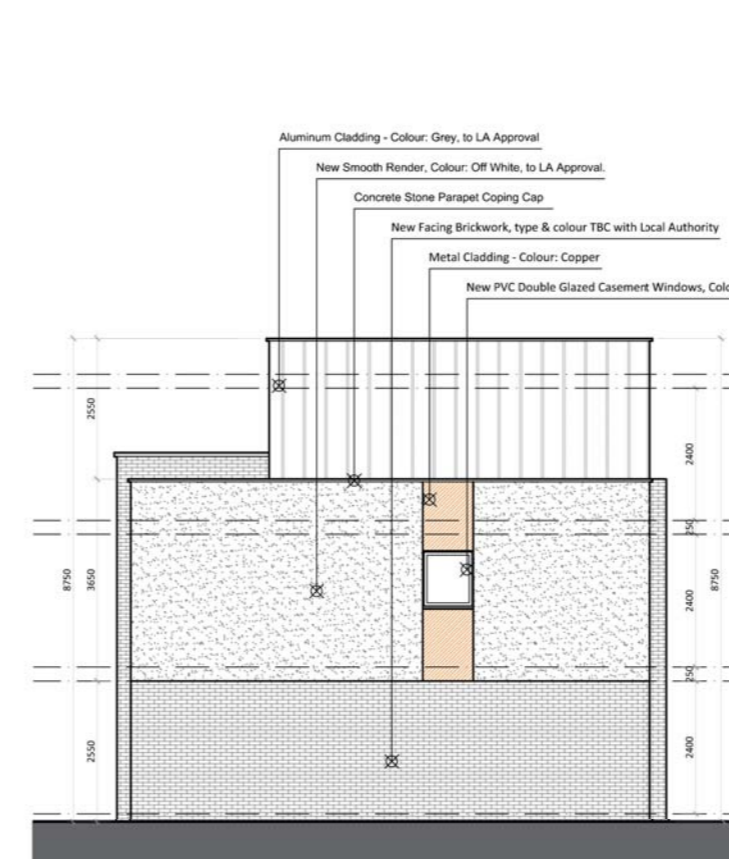 Aluminum Cladding - Colour: Grey, to LA Approval
New Smooth Render, Colour: Off White, to LA Approval.
Concrete Stone Parapet Coping Cap
New Facing Brickwork, type & colour TBC with Local Authority
Metal Cladding - Colour: Copper
New PVC Double Glazed Casement Windows,
2550
2400
250
8750
3650
2400
8750
250
2550
2400